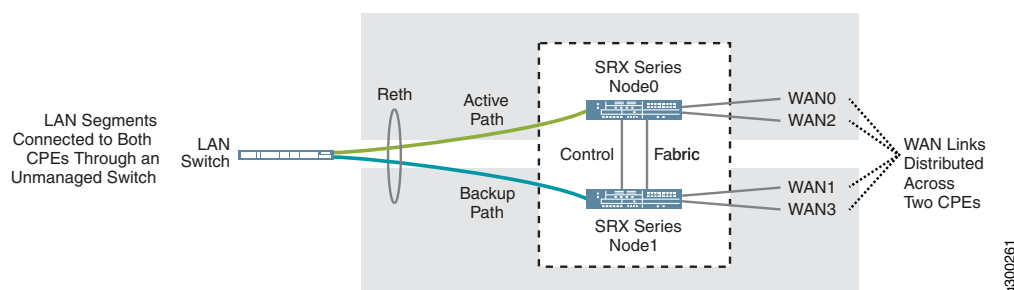 LAN Segments
Connected to Both
CPEs Through an
Unmanaged Switch
LAN
Switch
Reth
Active
Path
Backup
Path
SRX Series
Node0
Control
Fabric
SRX Series
Node1
WAN0
WAN2
WAN1
WAN3
WAN Links
Distributed
Across
Two CPEs